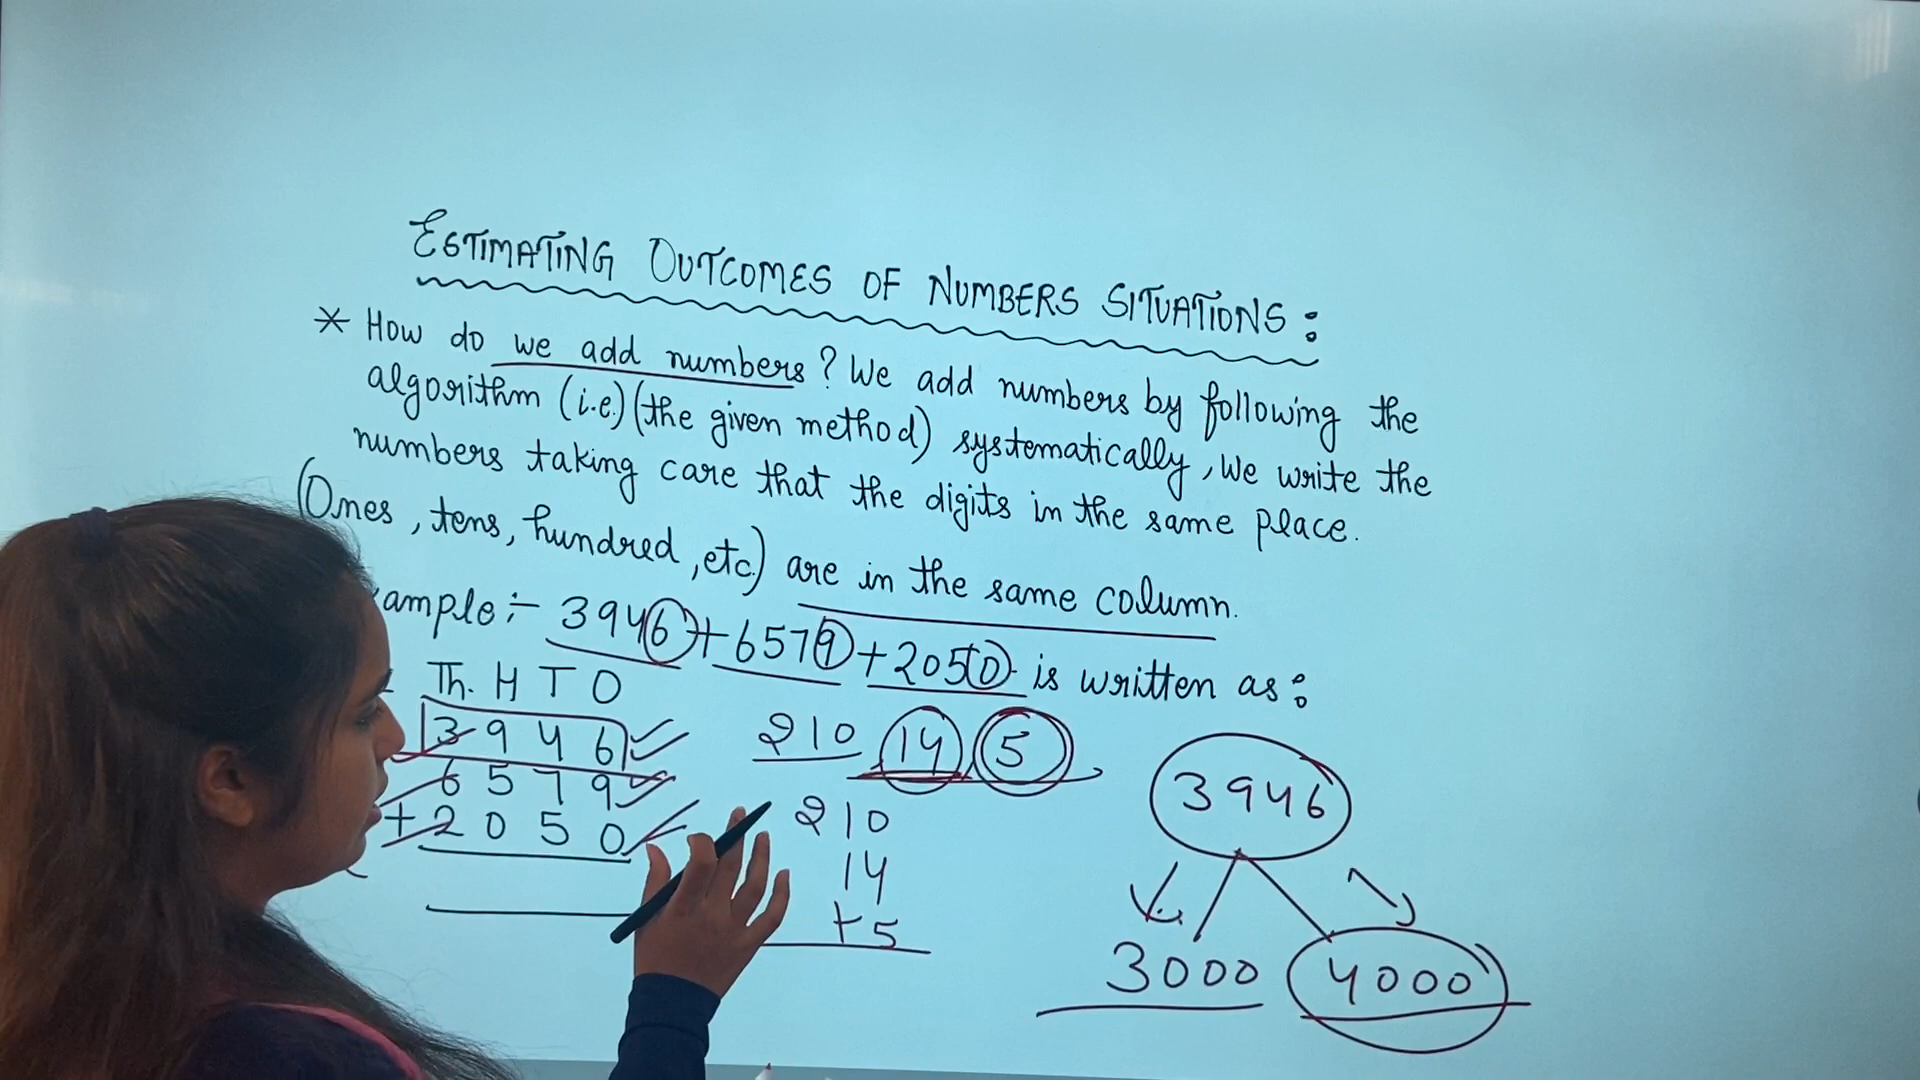 ESTIMATING OUTCOMES OF NUMBERS SITUATIONS :
* How do we add numbers? We add numbers by following the
algorithm (i.e.) (the given method) systematically, We write the
numbers taking care that the digits in the same place.
(Ones, tens, hundred, etc) are in the same column.
ample :- 3946 + 6579 + 2050 is written as :
Th. H T O
3 9 4 6
6 5 7 9
+ 2 0 5 0
210 14 5
210
14
+ 5
3946
3000 4000